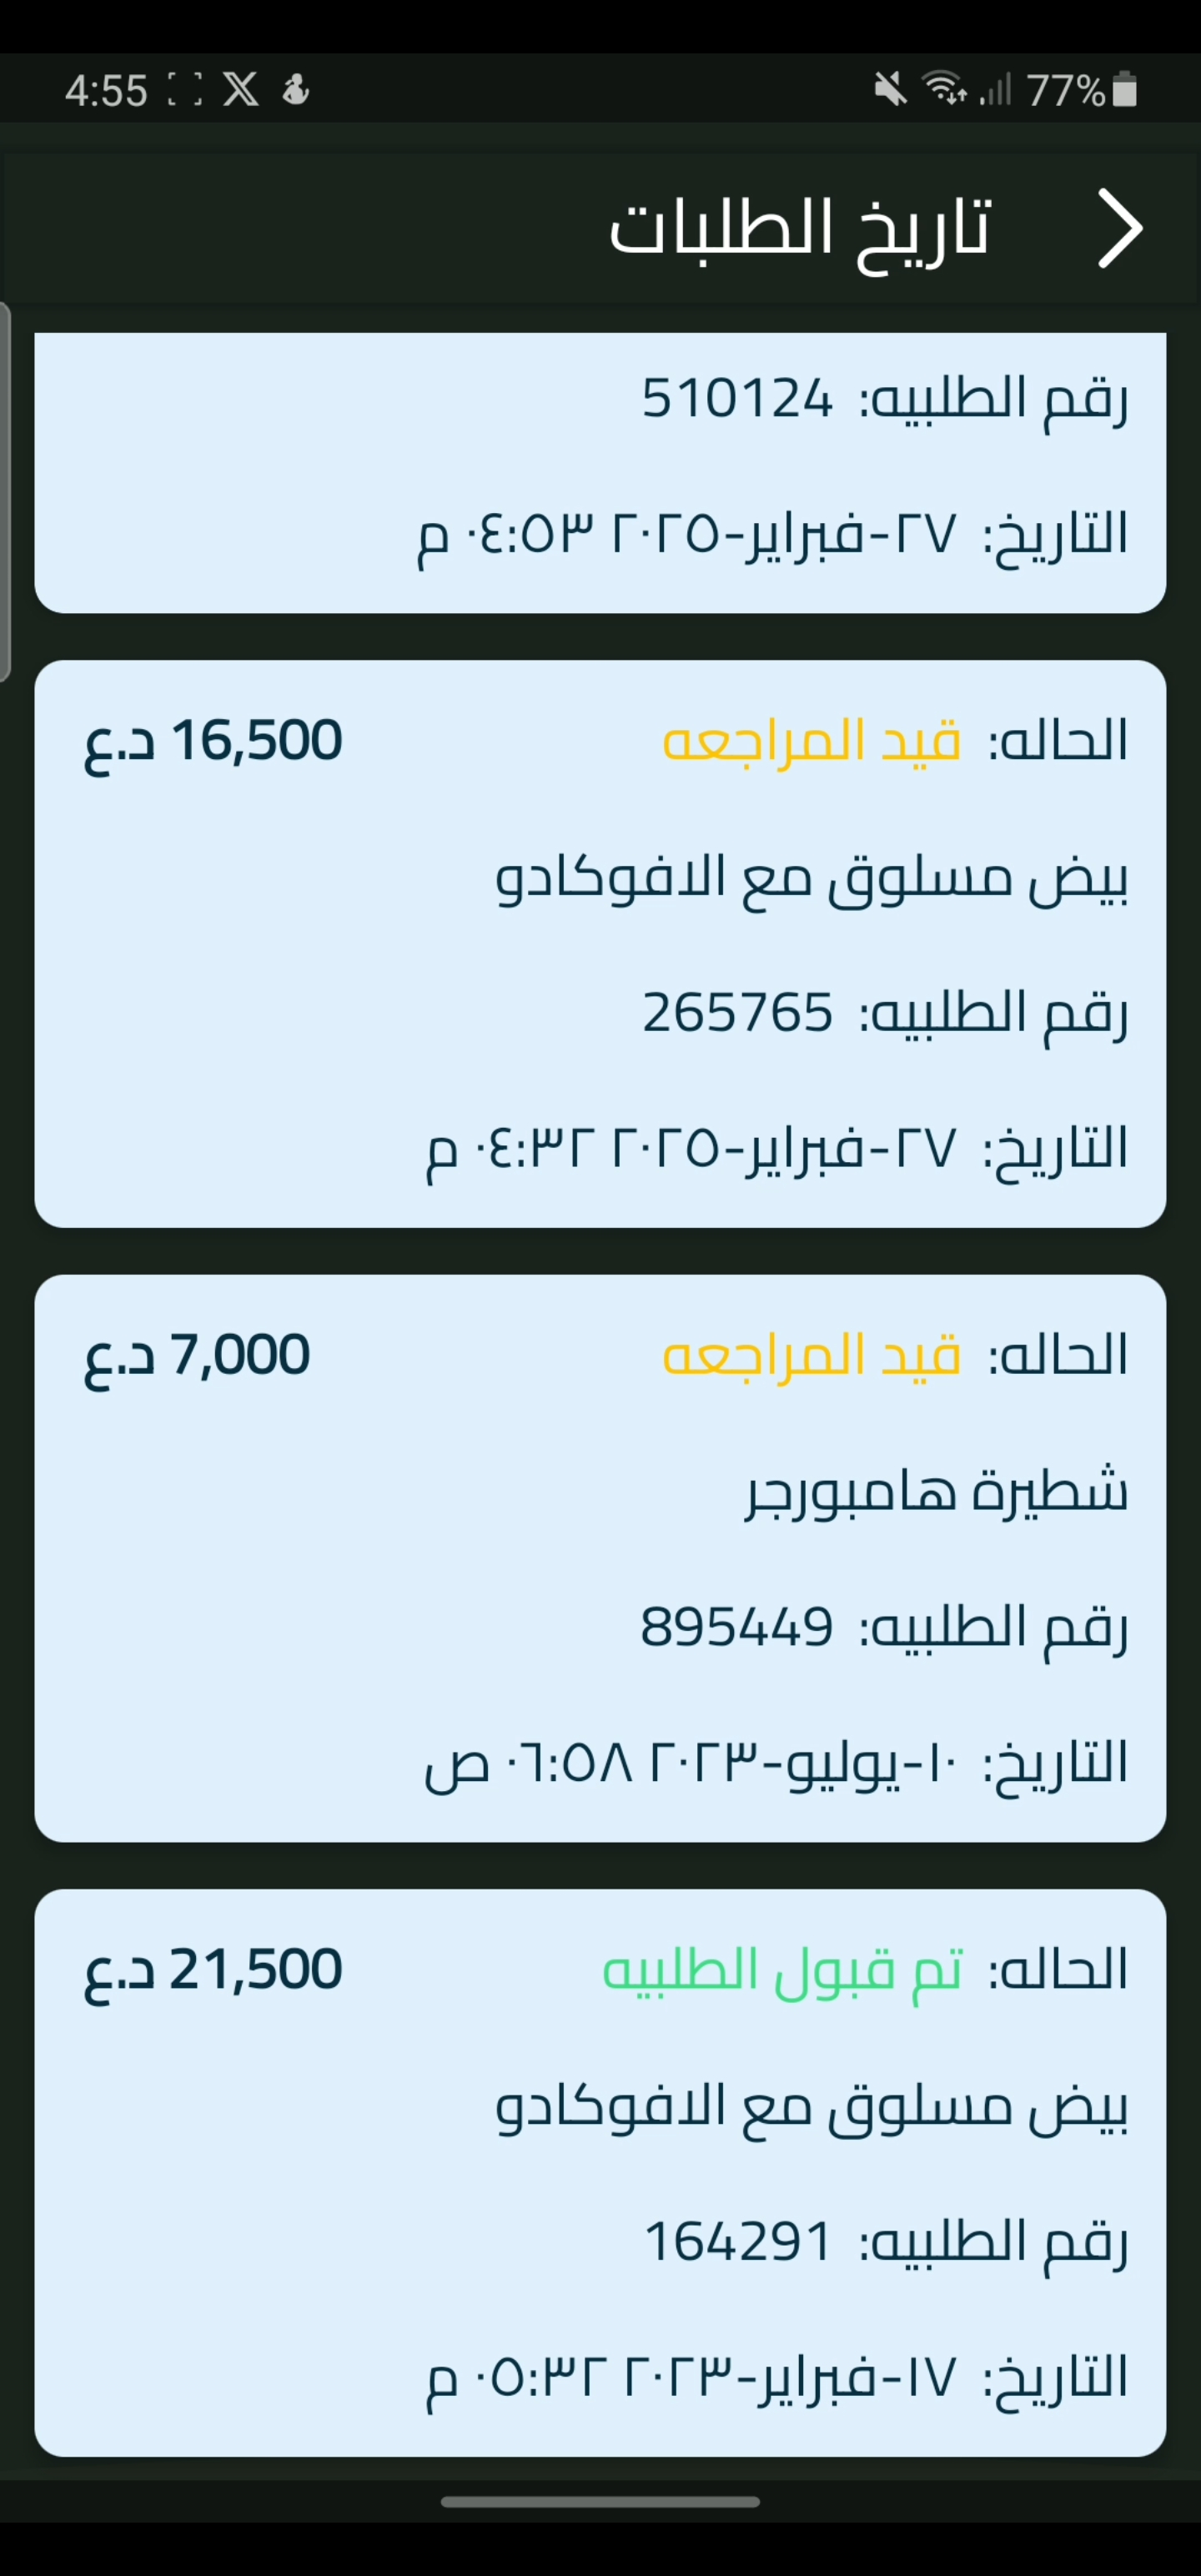 4:55 77%
تاريخ الطلبات
رقم الطلبيه: 510124
التاريخ: ٢٧-فبراير-٢٠٢٥ ٠٤:٥٣ م
الحاله: قيد المراجعه 16,500 د.ع
بيض مسلوق مع الافوكادو
رقم الطلبيه: 265765
التاريخ: ٢٧-فبراير-٢٠٢٥ ٠٤:٣٢ م
الحاله: قيد المراجعه 7,000 د.ع
شطيرة هامبورجر
رقم الطلبيه: 895449
التاريخ: ١٠-يوليو-٢٠٢٣ ٠٦:٥٨ ص
الحاله: تم قبول الطلبيه 21,500 د.ع
بيض مسلوق مع الافوكادو
رقم الطلبيه: 164291
التاريخ: ١٧-فبراير-٢٠٢٣ ٠٥:٣٢ م